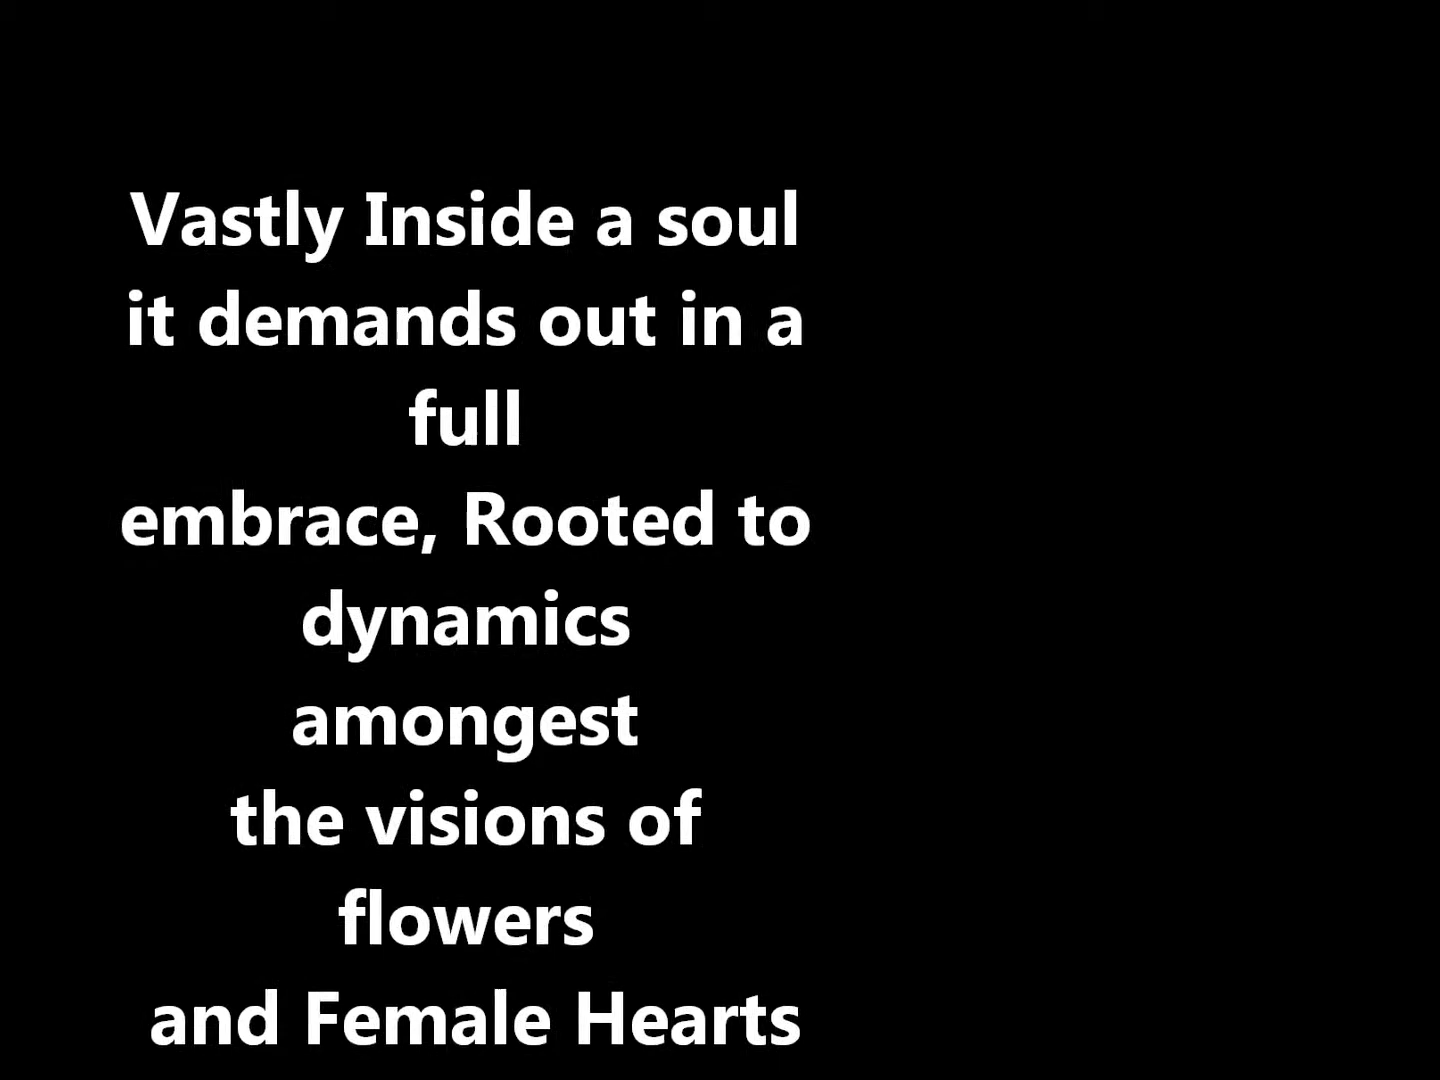 Vastly Inside a soul
it demands out in a
full
embrace, Rooted to
dynamics
amongest
the visions of
flowers
and Female Hearts